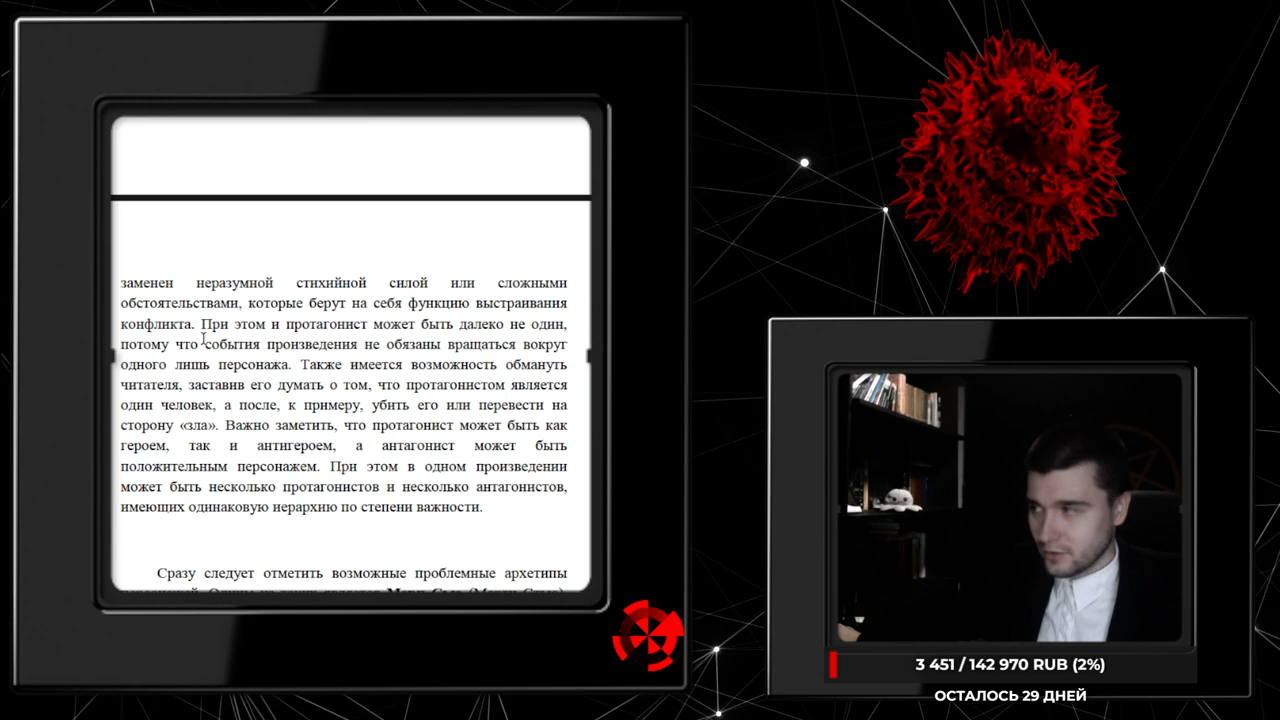 заменен неразумной стихийной силой или сложными
обстоятельствами, которые берут на себя функцию выстраивания
конфликта. При этом и протагонист может быть далеко не один,
потому что события произведения не обязаны вращаться вокруг
одного лишь персонажа. Также имеется возможность обмануть
читателя, заставив его думать о том, что протагонистом является
один человек, а после, к примеру, убить его или перевести на
сторону «зла». Важно заметить, что протагонист может быть как
героем, так и антигероем, а антагонист может быть
положительным персонажем. При этом в одном произведении
может быть несколько протагонистов и несколько антагонистов,
имеющих одинаковую иерархию по степени важности.
Сразу следует отметить возможные проблемные архетипы
3 451 / 142 970 RUB (2%)
ОСТАЛОСЬ 29 ДНЕЙ